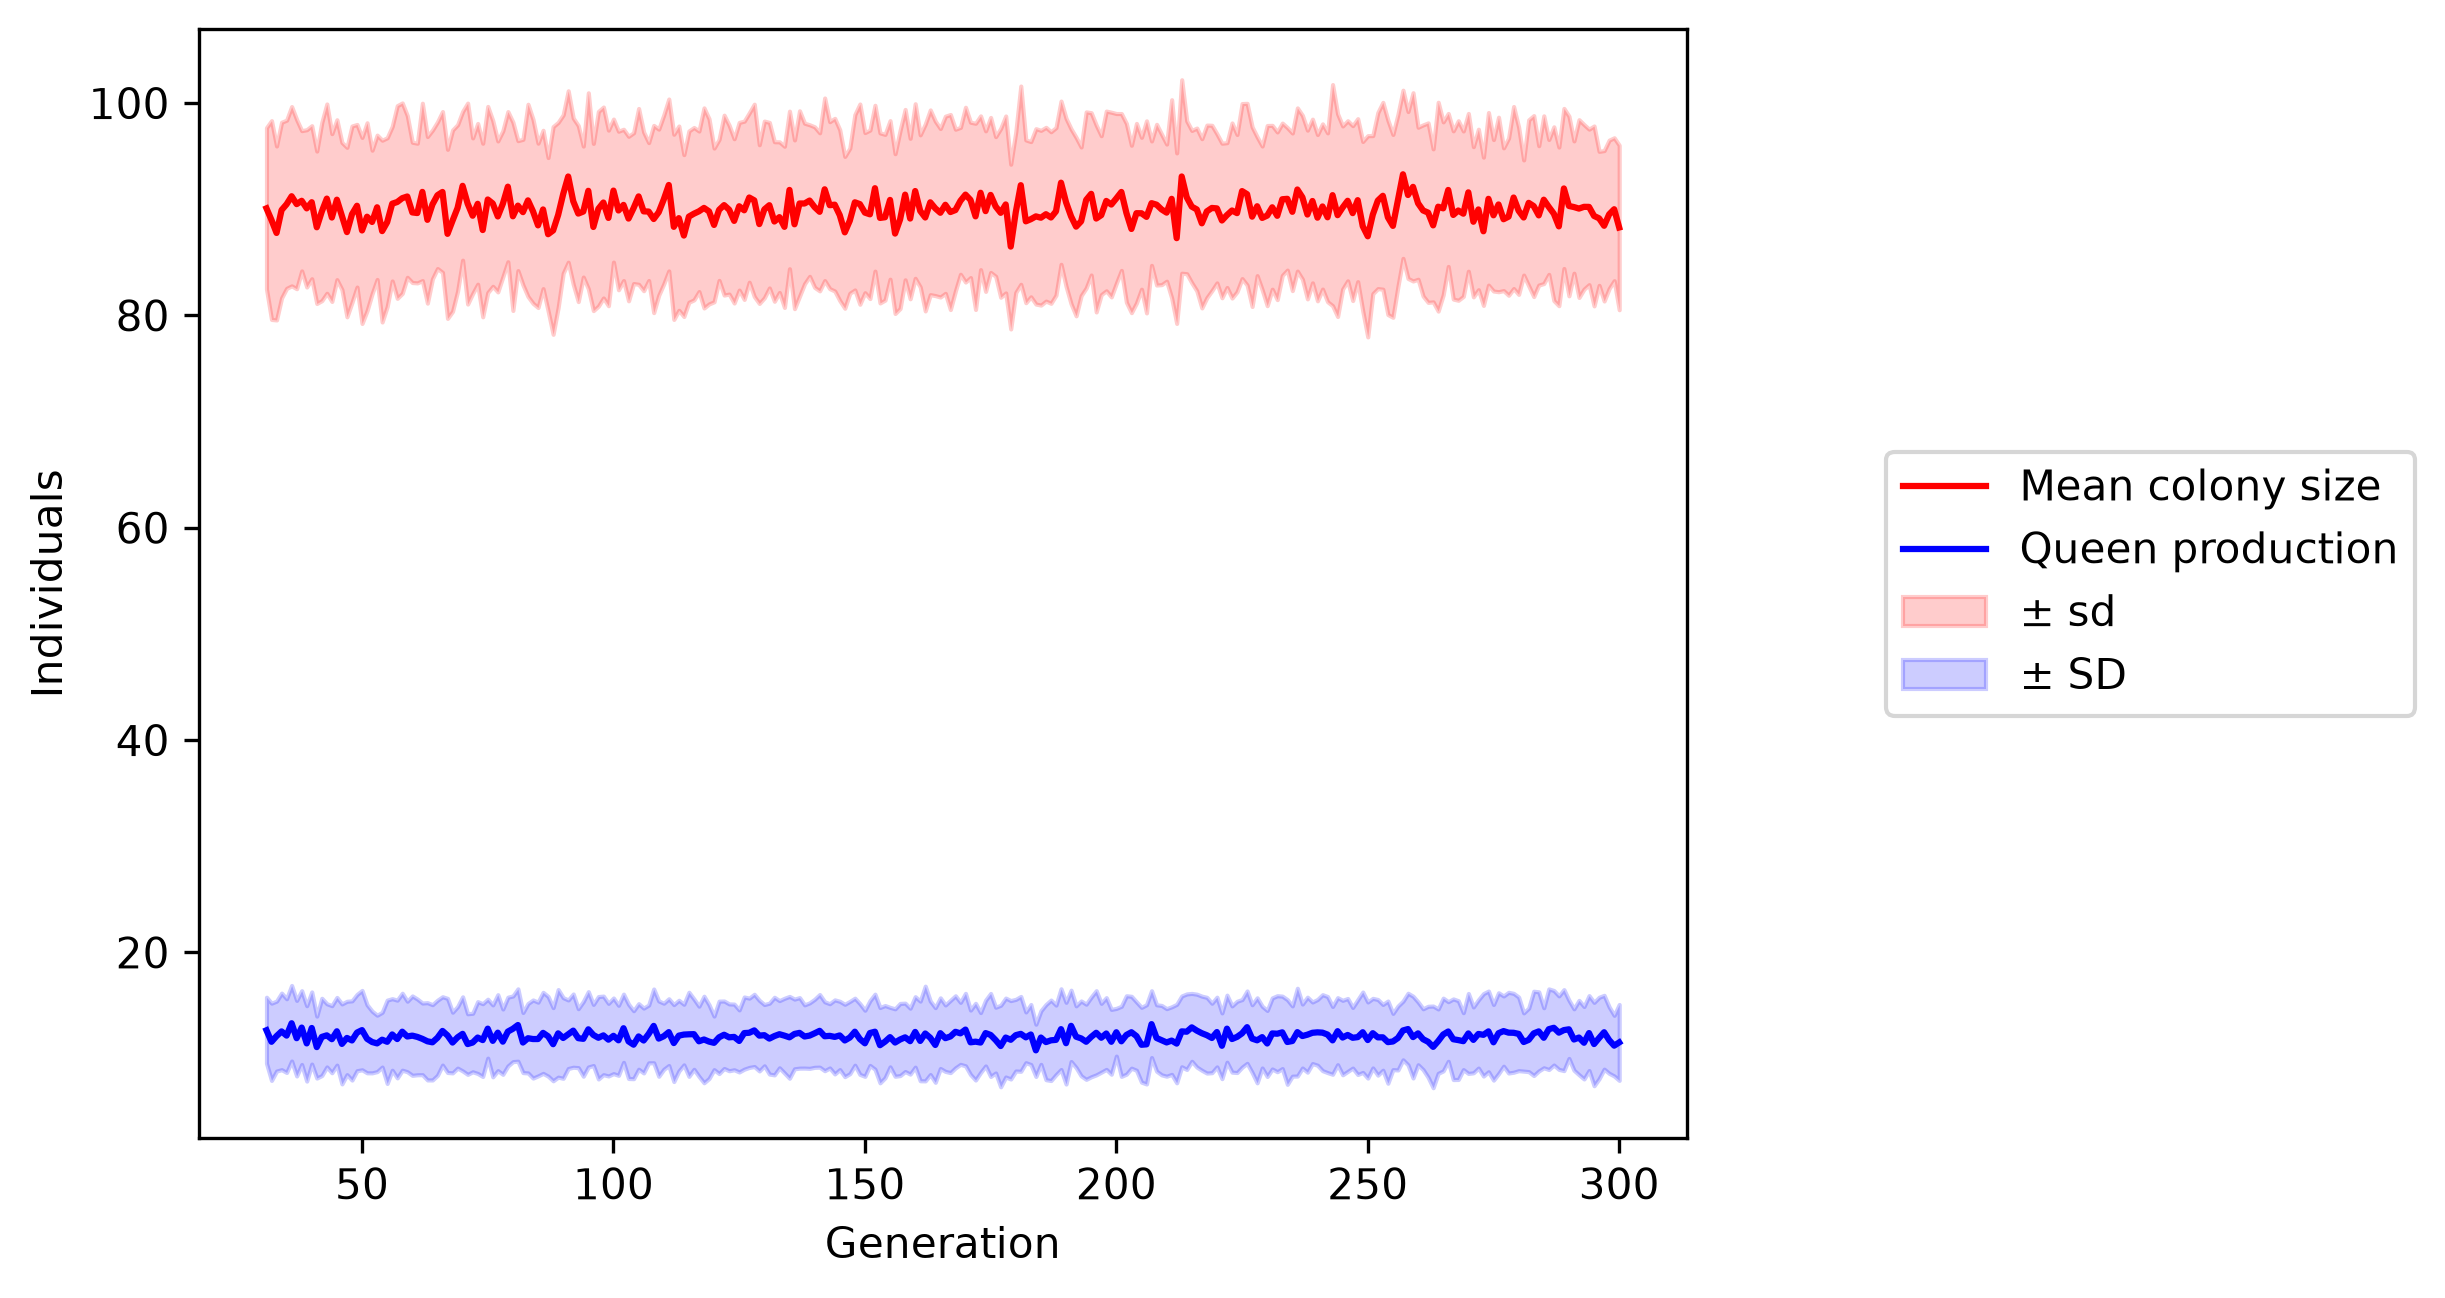 100
80
60
40
20
Individuals
50 100 150 200 250 300
Generation
Mean colony size
Queen production
± sd
± SD